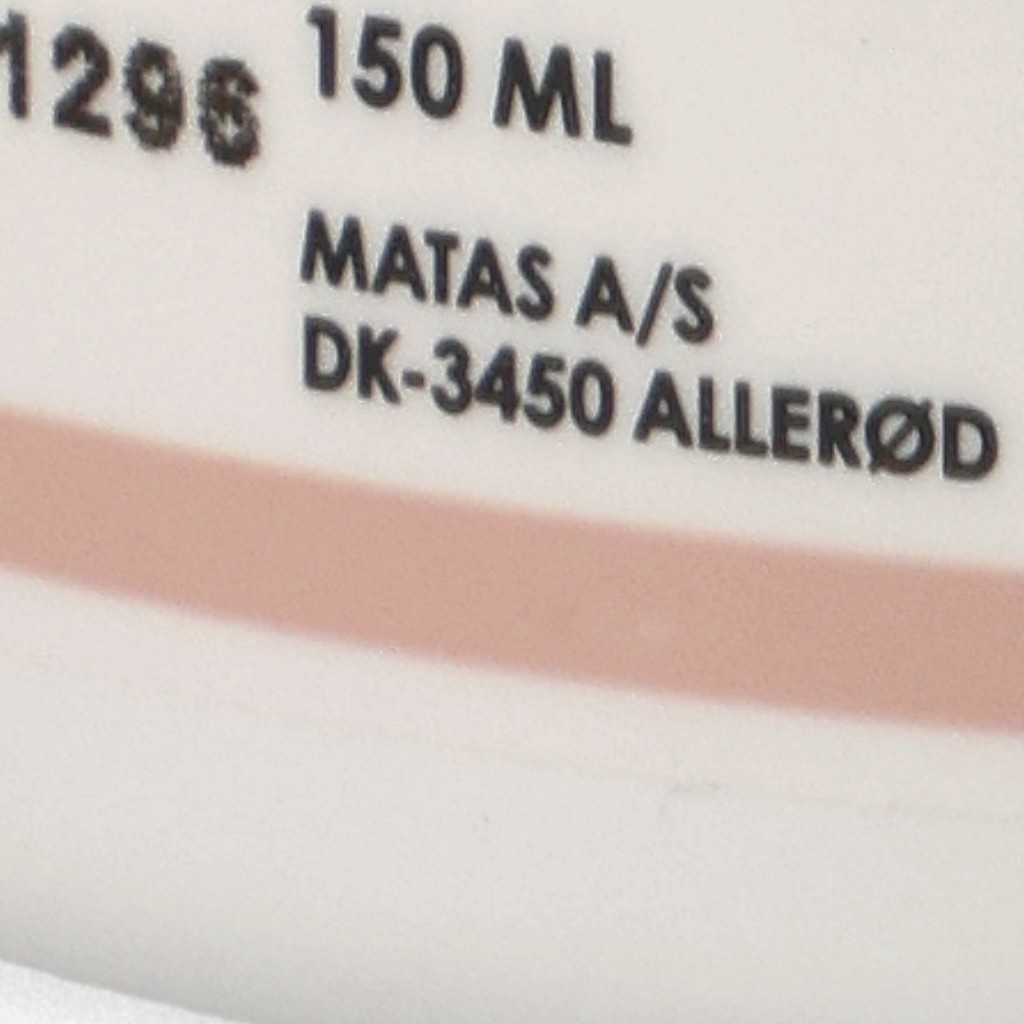 1296 150 ML
MATAS A/S
DK-3450 ALLERØD